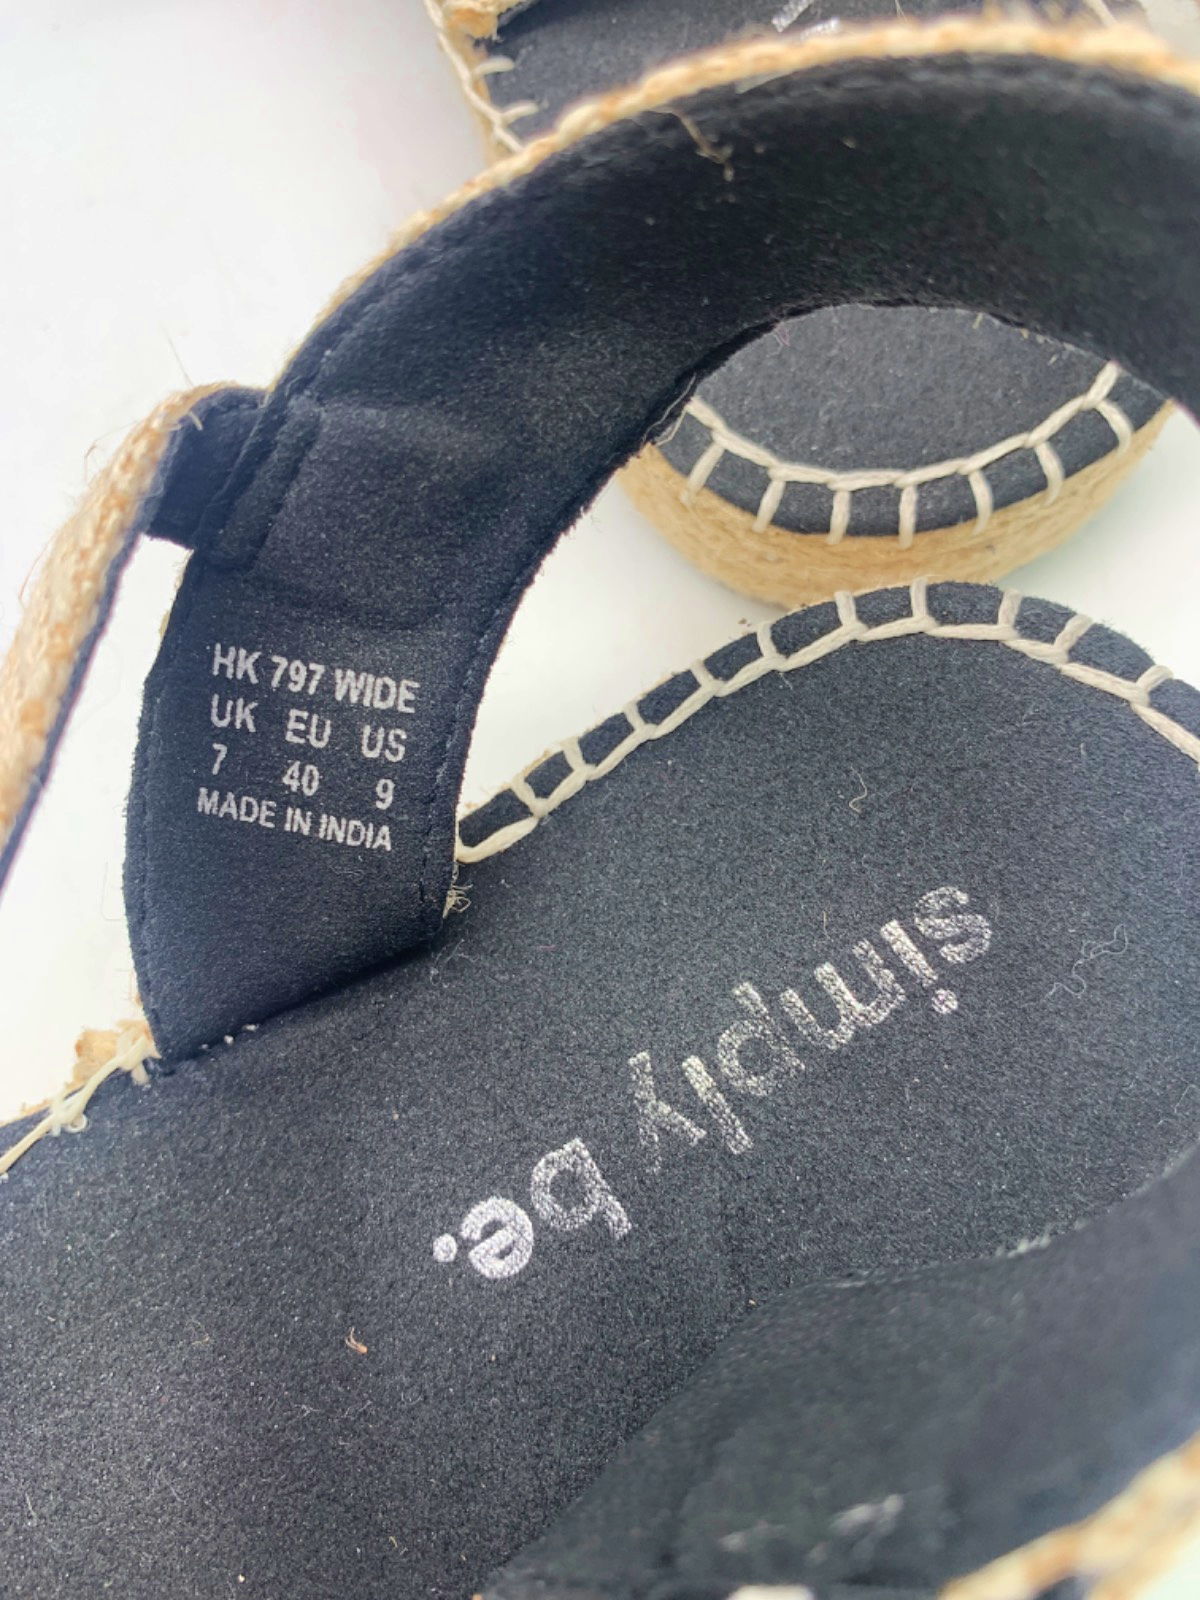 HK 797 WIDE
UK EU US
7 40 9
MADE IN INDIA
simply be.